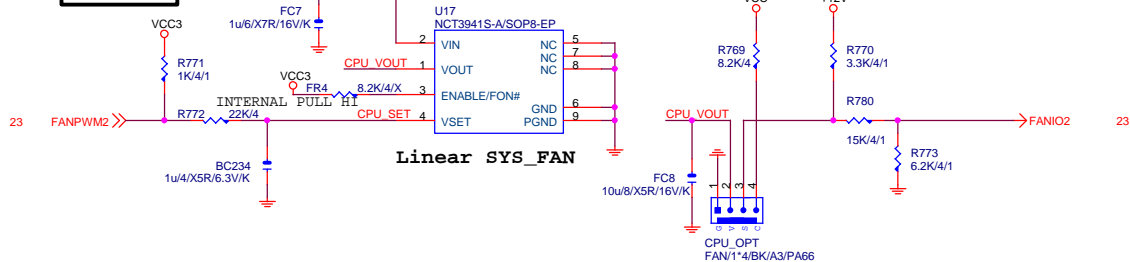 FC7
1u/6/X7R/16V/K
U17
NCT3941S-A/SOP8-EP
VCC3
R771
1K/4/1
2
VIN
NC
5
NC
7
CPU_VOUT
1
VOUT
NC
8
VCC3
FR4
8.2K/4/X
3
ENABLE/FON#
INTERNAL PULL HI
GND
6
23
FANPWM2
R772
22K/4
CPU_SET
4
VSET
PGND
9
Linear SYS_FAN
BC234
1u/4/X5R/6.3V/K
R769
8.2K/4
R770
3.3K/4/1
CPU_VOUT
R780
15K/4/1
FANIO2
23
R773
6.2K/4/1
FC8
10u/8/X5R/16V/K
1
2
3
4
G
V
S
C
CPU_OPT
FAN/1*4/BK/A3/PA66